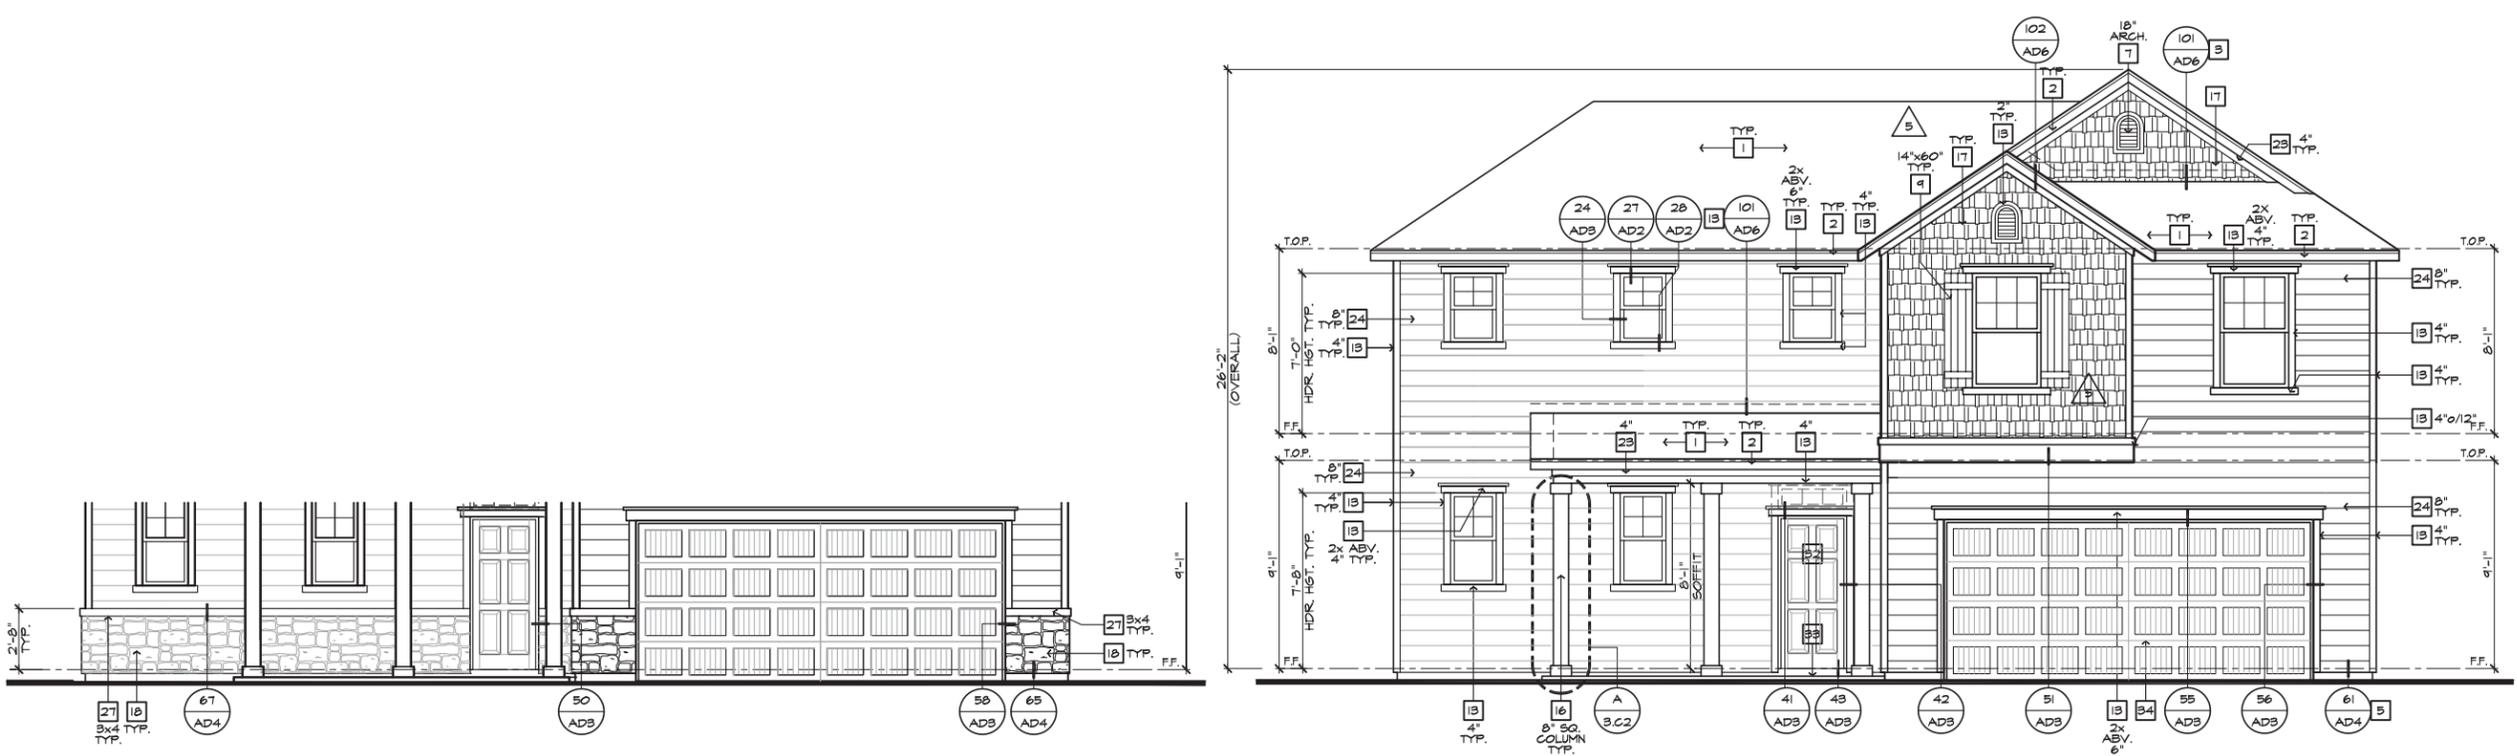 2'-8"
TYP.
27
3x4
TYP.
18
TYP.
67
AD4
50
AD3
58
AD3
65
AD4
9'-1"
27
3x4
TYP.
18 TYP.
F.F.
26'-2"
(OVERALL)
102
AD6
18"
ARCH.
7
101
AD6
3
TYP.
2
17
2"
TYP.
13
5
TYP.
1
TYP.
17
23
4"
TYP.
14"x60"
TYP.
9
2x
ABV.
6"
TYP.
13
24
AD3
27
AD2
28
AD2
13
101
AD6
TYP.
2
4"
TYP.
13
TYP.
1
2X
ABV.
4"
TYP.
13
TYP.
2
T.O.P.
T.O.P.
8'-1"
7'-0"
HDR. HGT. TYP.
8"
TYP.
24
4"
TYP.
13
24
8"
TYP.
13
4"
TYP.
13
4"
TYP.
8'-1"
5
13
4"o/12"
F.F.
F.F.
4"
23
TYP.
1
TYP.
2
4"
13
T.O.P.
T.O.P.
8"
TYP.
24
4"
TYP.
13
13
2x ABV.
4" TYP.
9'-1"
7'-8"
HDR. HGT. TYP.
8'-1"
SOFFIT
52
33
24
8"
TYP.
13
4"
TYP.
9'-1"
F.F.
F.F.
13
4"
TYP.
16
8" SQ.
COLUMN
TYP.
A
3.C2
41
AD3
43
AD3
42
AD3
51
AD3
13
2x
ABV.
6"
34
55
AD3
56
AD3
61
AD4
5